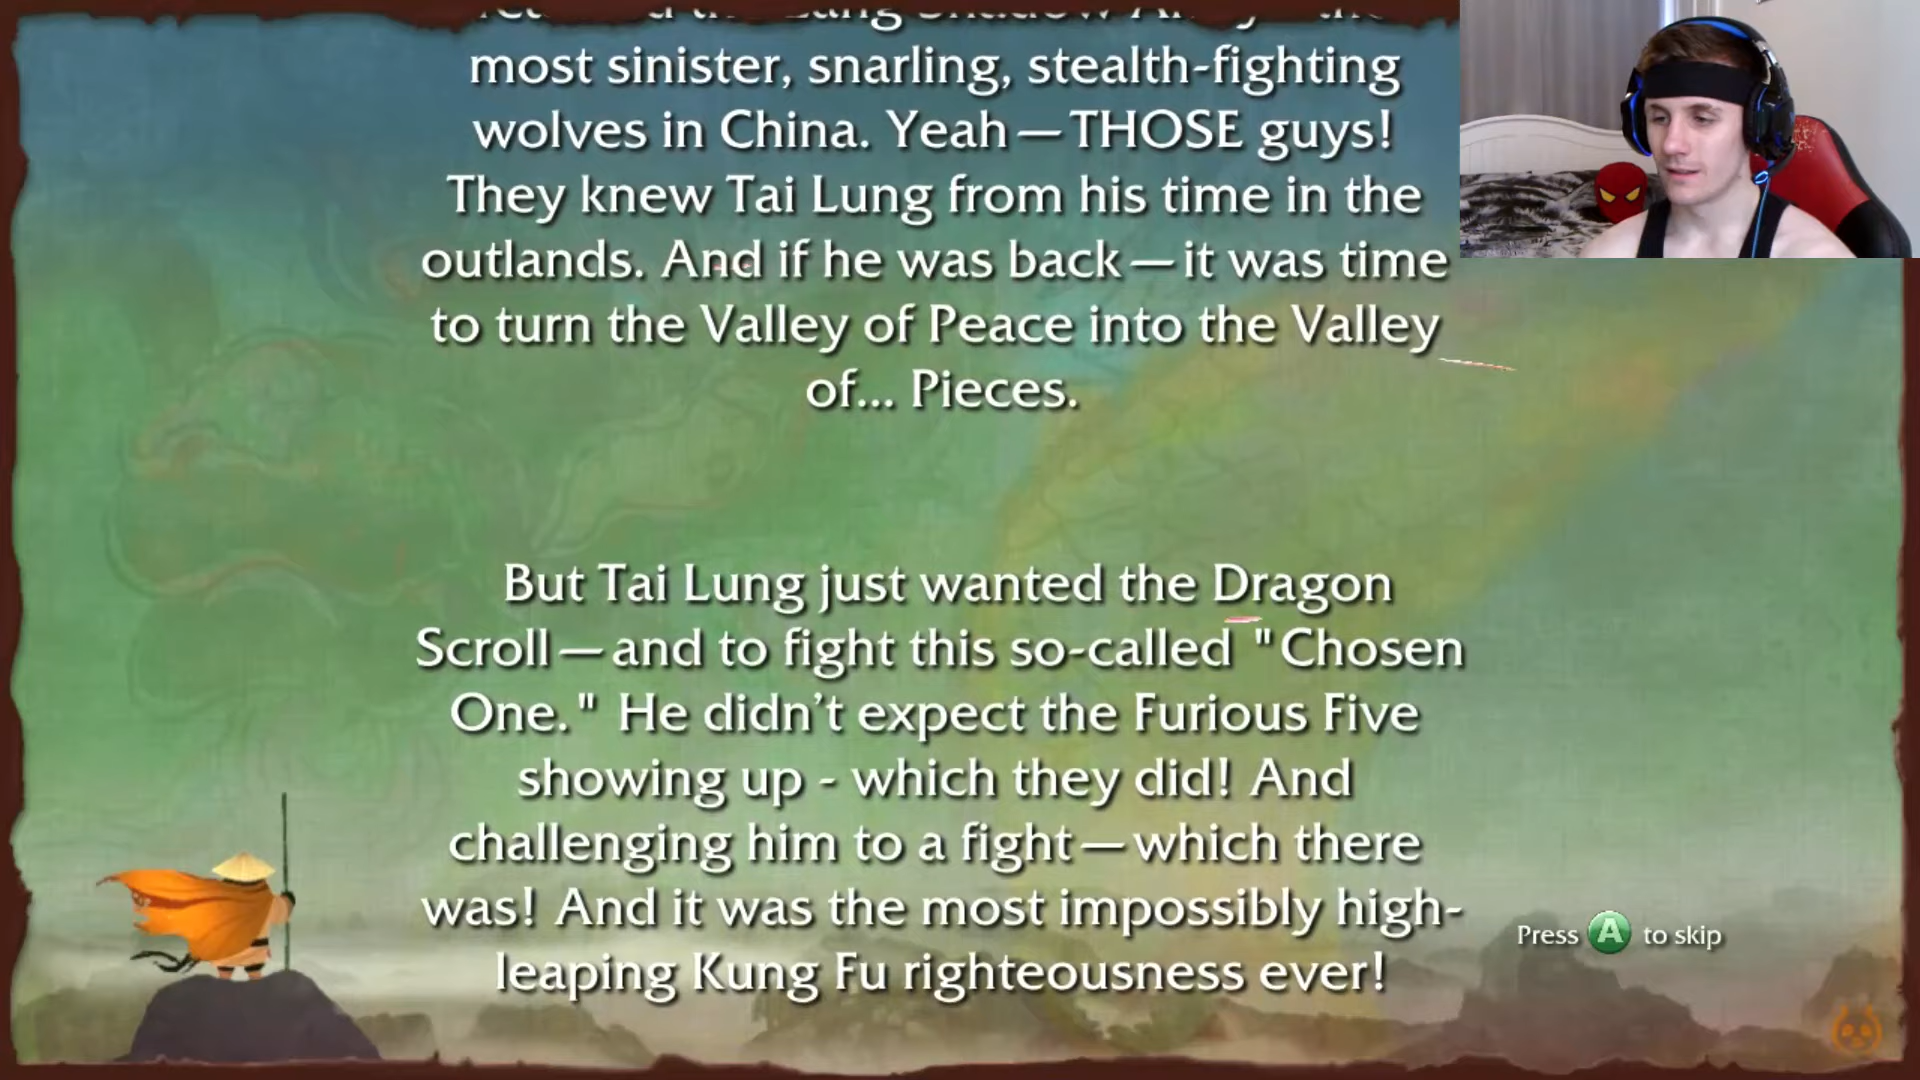 most sinister, snarling, stealth-fighting
wolves in China. Yeah—THOSE guys!
They knew Tai Lung from his time in the
outlands. And if he was back—it was time
to turn the Valley of Peace into the Valley
of... Pieces.
But Tai Lung just wanted the Dragon
Scroll—and to fight this so-called "Chosen
One." He didn't expect the Furious Five
showing up - which they did! And
challenging him to a fight—which there
was! And it was the most impossibly high-
leaping Kung Fu righteousness ever!
Press A to skip